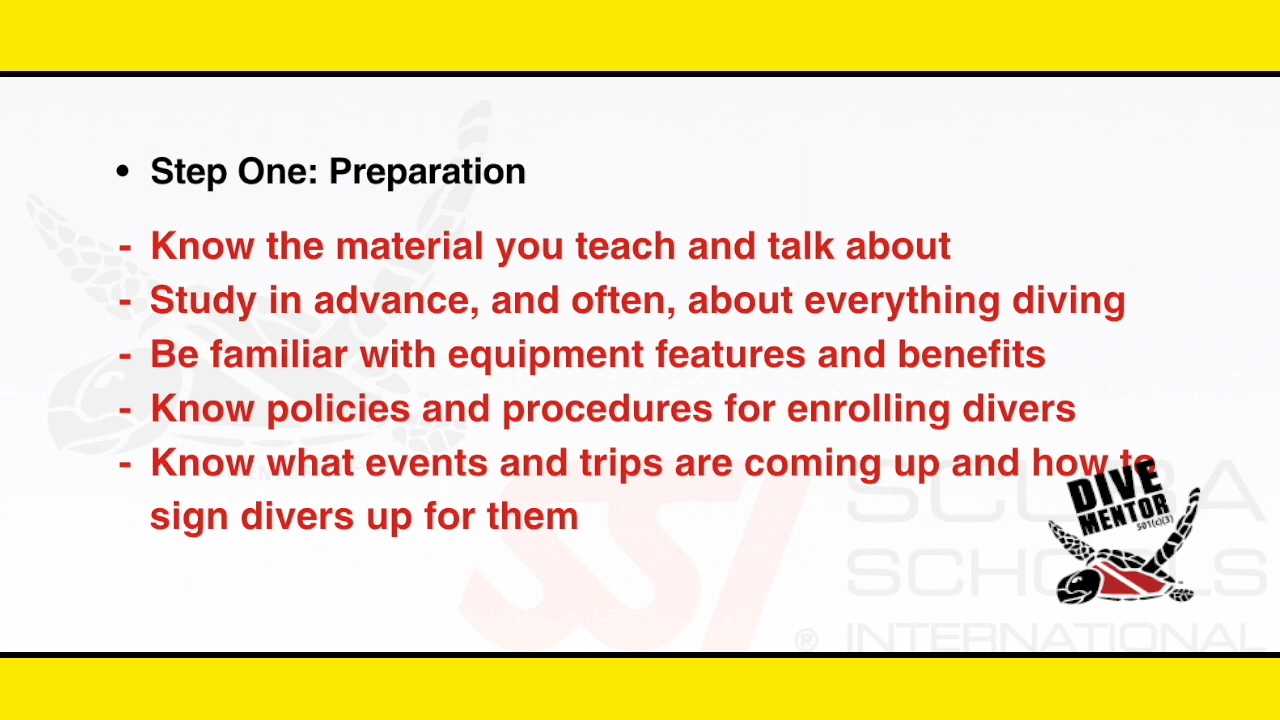 • Step One: Preparation
- Know the material you teach and talk about
- Study in advance, and often, about everything diving
- Be familiar with equipment features and benefits
- Know policies and procedures for enrolling divers
- Know what events and trips are coming up and how to
sign divers up for them
DIVE
MENTOR
501(c)(3)
SSI
SCUBA
SCHOOLS
® INTERNATIONAL